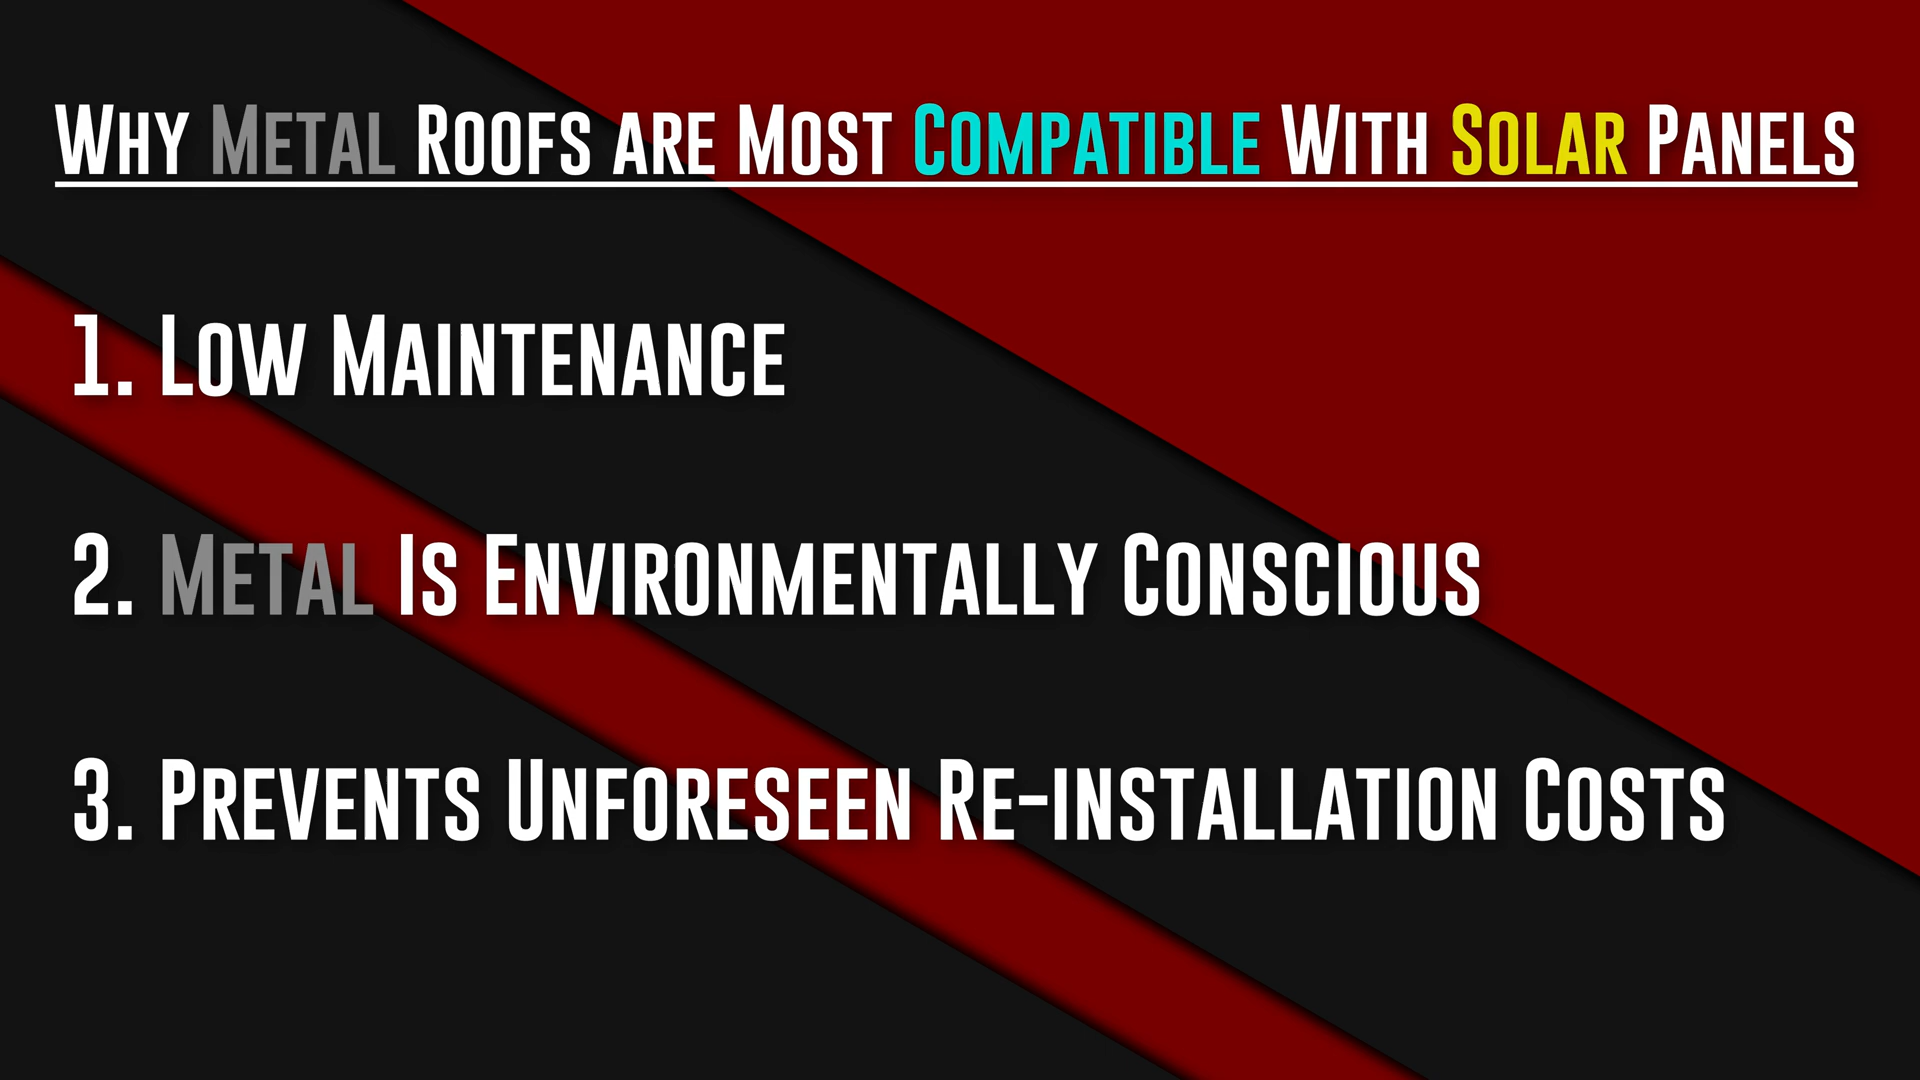 Why Metal Roofs are Most Compatible With Solar Panels
1. Low Maintenance
2. Metal Is Environmentally Conscious
3. Prevents Unforeseen Re-installation Costs